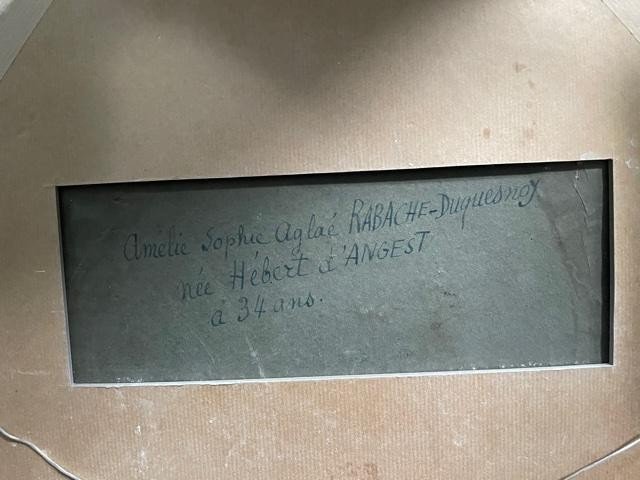 Amélie Sophie Aglaé RABACHE-Duquesnoy
née Hébert d'ANGEST
à 34 ans.